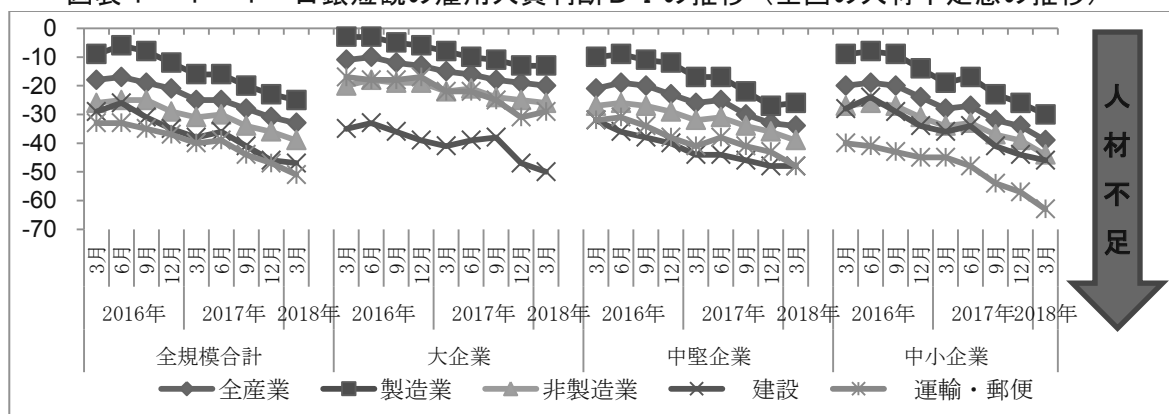 日銀短観の雇用人員判断DIの推移（全国の人材不足感の推移）
0
-10
-20
-30
-40
-50
-60
-70
人材不足
3月 6月 9月 12月 3月 6月 9月 12月 3月 3月 6月 9月 12月 3月 6月 9月 12月 3月 3月 6月 9月 12月 3月 6月 9月 12月 3月 3月 6月 9月 12月 3月 6月 9月 12月 3月
2016年 2017年 2018年 2016年 2017年 2018年 2016年 2017年 2018年 2016年 2017年 2018年
全規模合計 大企業 中堅企業 中小企業
全産業 製造業 非製造業 建設 運輸・郵便